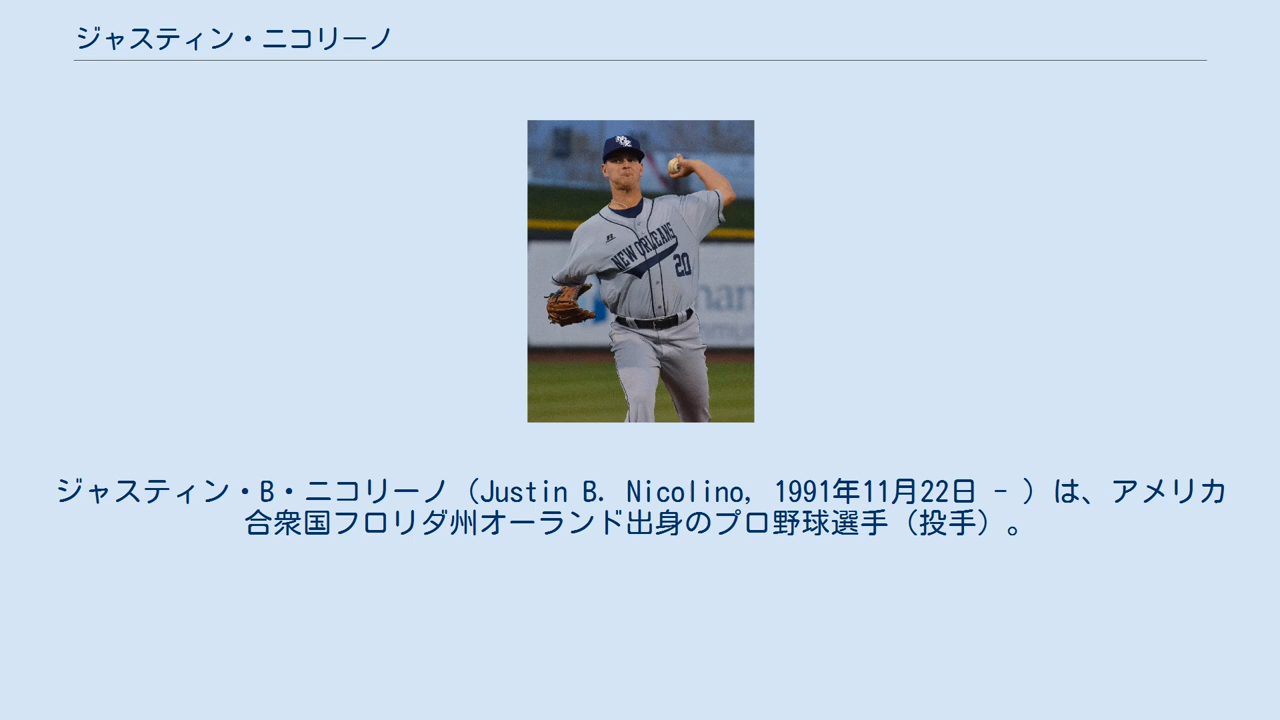 ジャスティン・ニコリーノ
NEW ORLEANS
20
ジャスティン・B・ニコリーノ（Justin B. Nicolino, 1991年11月22日 - ）は、アメリカ
合衆国フロリダ州オーランド出身のプロ野球選手（投手）。